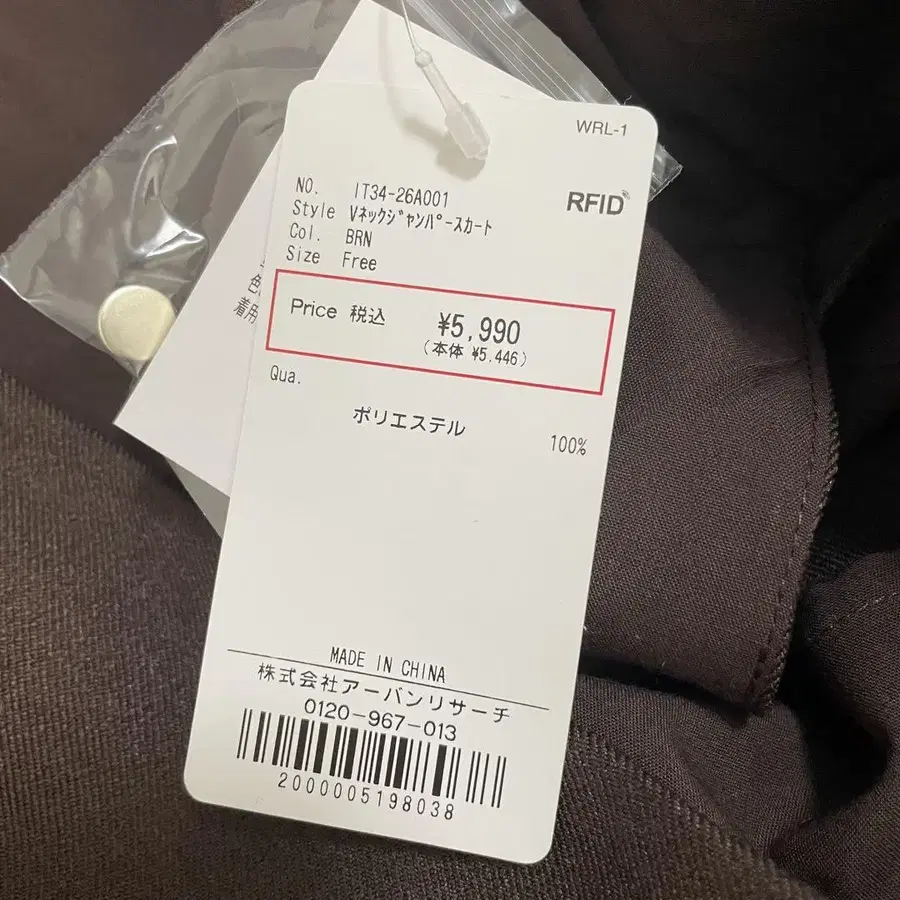 WRL-1
RFID
NO. IT34-26A001
Style Vネックジャンパースカート
Col. BRN
Size Free
Price 税込 ¥5,990
(本体 ¥5,446)
Qua.
ポリエステル 100%
MADE IN CHINA
株式会社アーバンリサーチ
0120-967-013
2000005198038
色
着用